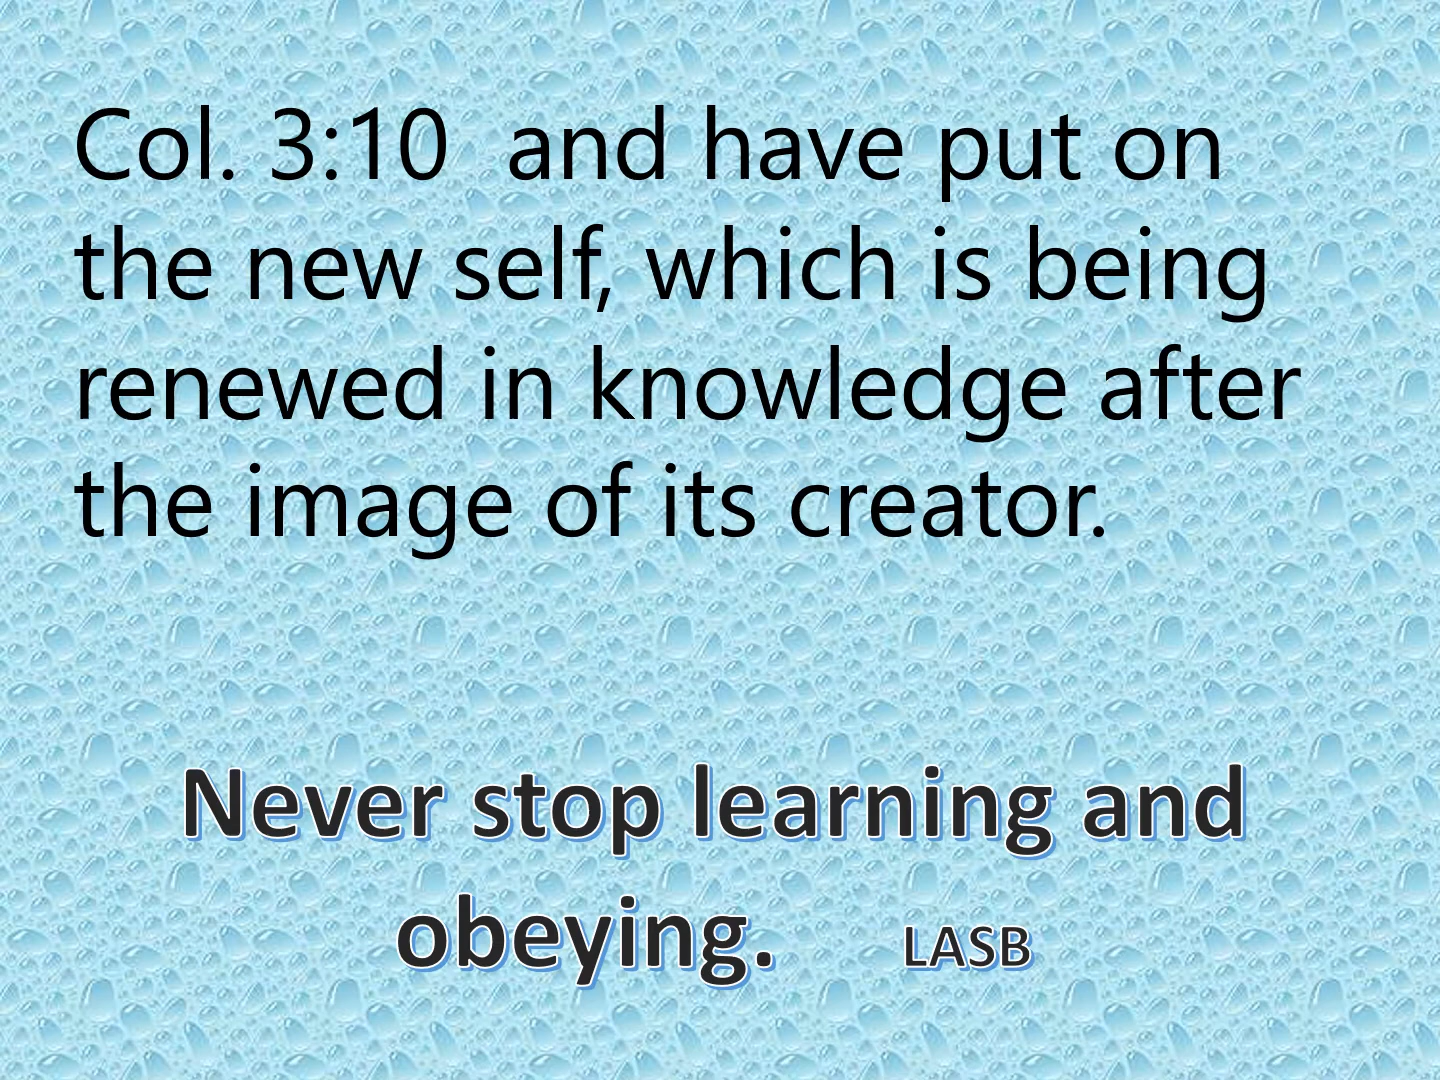 Col. 3:10  and have put on
the new self, which is being
renewed in knowledge after
the image of its creator.
Never stop learning and
obeying. LASB